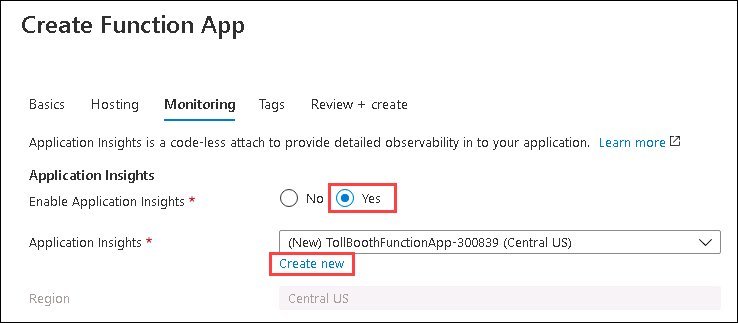 Create Function App
Basics Hosting Monitoring Tags Review + create
Application Insights is a code-less attach to provide detailed observability in to your application. Learn more
Application Insights
Enable Application Insights * No Yes
Application Insights * (New) TollBoothFunctionApp-300839 (Central US)
Create new
Region Central US